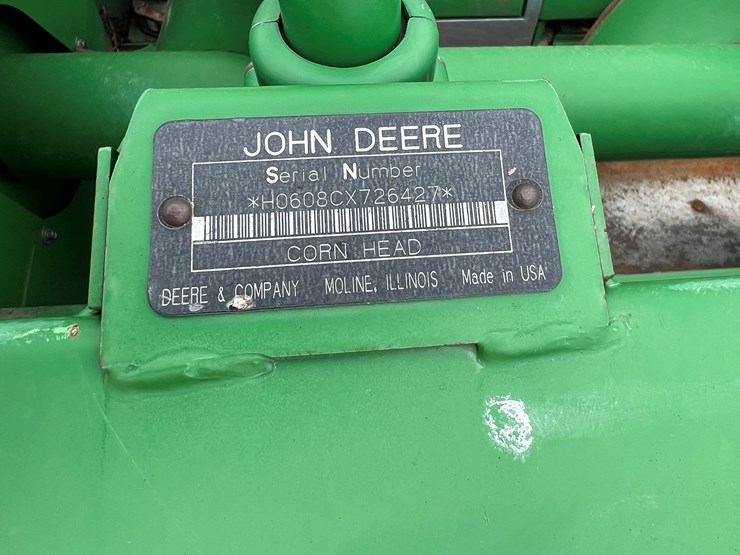 JOHN DEERE
Serial Number
*H0608CX726427*
CORN HEAD
DEERE & COMPANY MOLINE, ILLINOIS Made in USA